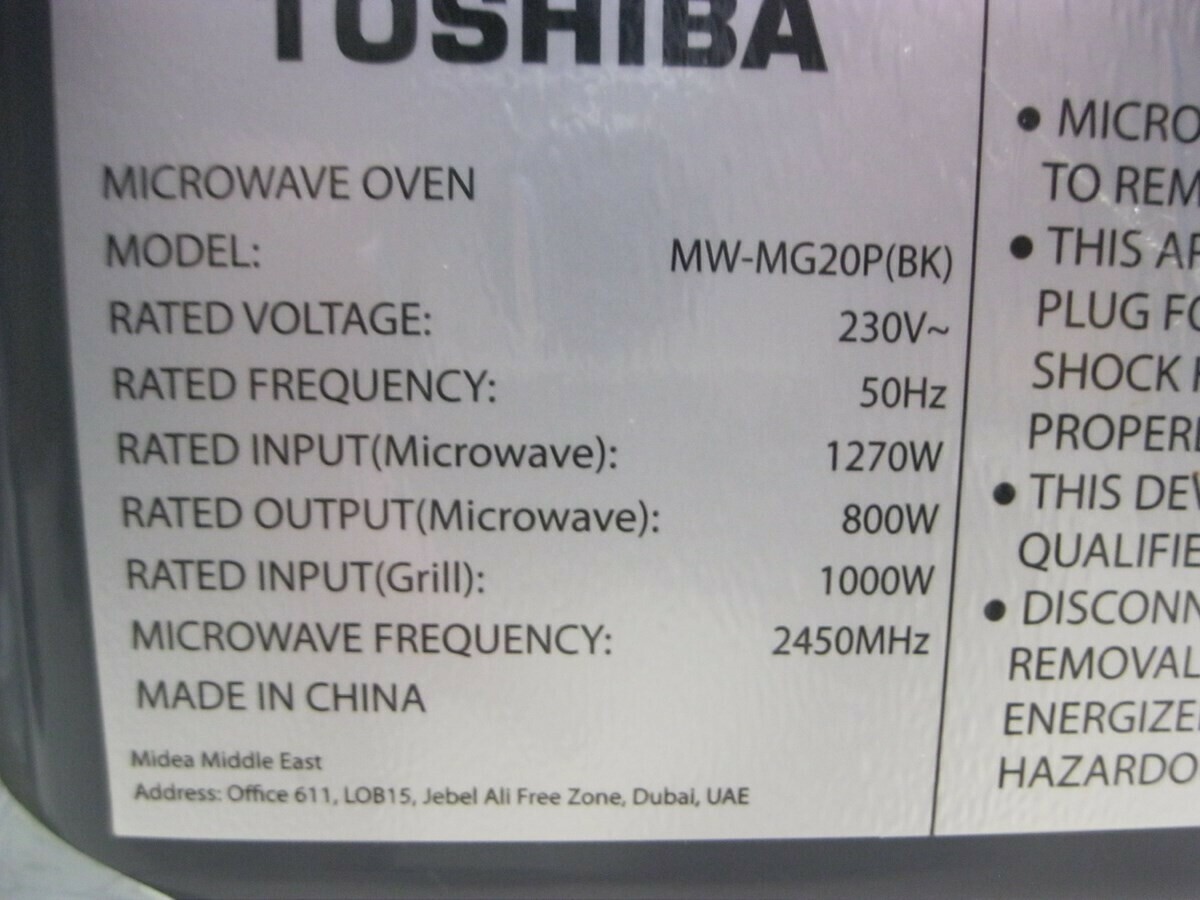 TOSHIBA
MICROWAVE OVEN
MODEL: MW-MG20P(BK)
RATED VOLTAGE: 230V~
RATED FREQUENCY: 50Hz
RATED INPUT(Microwave): 1270W
RATED OUTPUT(Microwave): 800W
RATED INPUT(Grill): 1000W
MICROWAVE FREQUENCY: 2450MHz
MADE IN CHINA
Midea Middle East
Address: Office 611, LOB15, Jebel Ali Free Zone, Dubai, UAE
• MICRO
TO REM
• THIS
PLUG
SHOCK
PROPER
• THIS DEV
QUALIFIE
• DISCONN
REMOVAL
ENERGIZE
HAZARDO